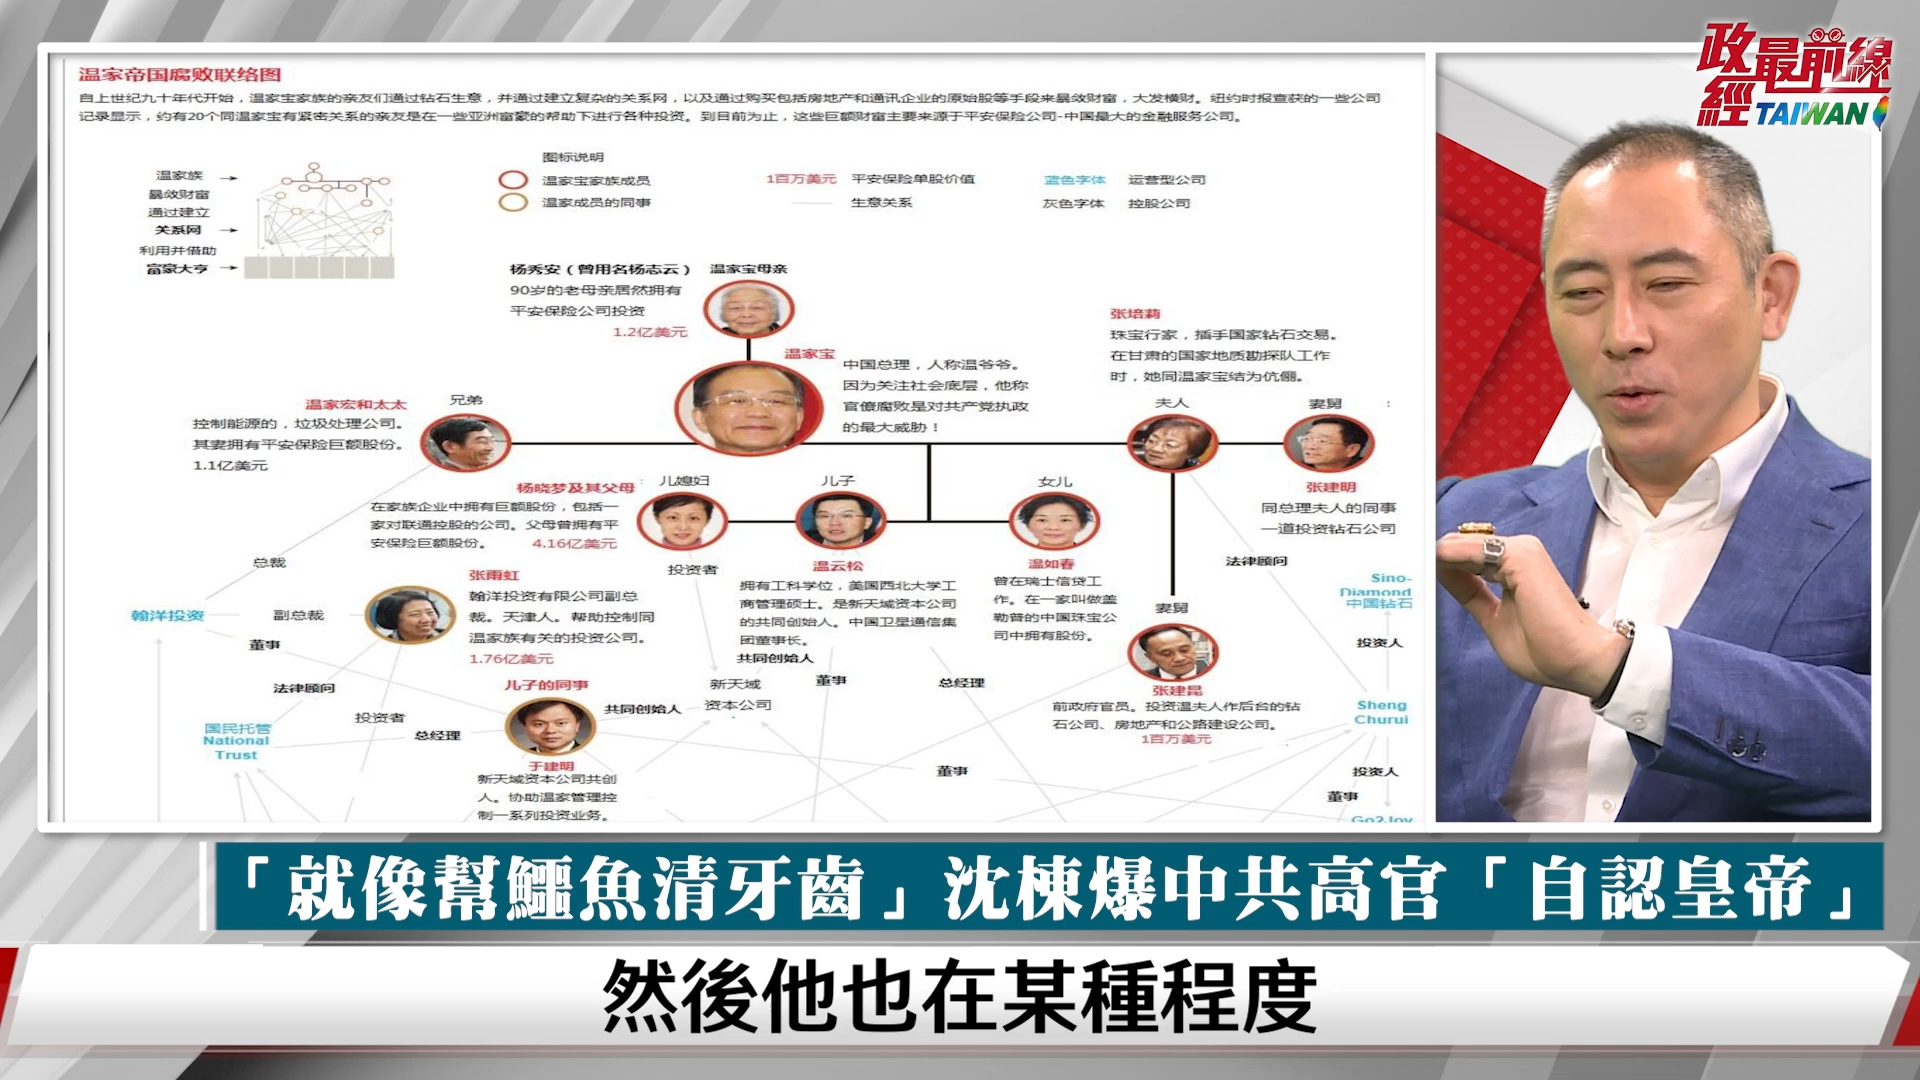 政經最前線
TAIWAN
温家帝国腐败联络图
自上世纪九十年代开始，温家宝家族的亲友们通过钻石生意，并通过建立复杂的关系网，以及通过购买包括房地产和通讯企业的原始股等手段来暴敛财富，大发横财。纽约时报查获的一些公司
记录显示，约有20个同温家宝有紧密关系的亲友是在一些亚洲富豪的帮助下进行各种投资。到目前为止，这些巨额财富主要来源于平安保险公司-中国最大的金融服务公司。
温家族
暴敛财富
通过建立
关系网
利用并借助
富豪大亨
图标说明
温家宝家族成员
温家成员的同事
1百万美元 平安保险单股价值
生意关系
蓝色字体 运营型公司
灰色字体 控股公司
杨秀安（曾用名杨志云） 温家宝母亲
90岁的老母亲居然拥有
平安保险公司投资
1.2亿美元
温家宝
中国总理，人称温爷爷。
因为关注社会底层，他称
官僚腐败是对共产党执政
的最大威胁！
张培莉
珠宝行家，插手国家钻石交易。
在甘肃的国家地质勘探队工作
时，她同温家宝结为伉俪。
夫人
妻舅
温家宏和太太
兄弟
控制能源的，垃圾处理公司。
其妻拥有平安保险巨额股份。
1.1亿美元
张建明
同总理夫人的同事
一道投资钻石公司
杨晓梦及其父母
儿媳妇
在家族企业中拥有巨额股份，包括一
家对联通控股的公司。父母曾拥有平
安保险巨额股份。 4.16亿美元
投资者
儿子
温云松
拥有工科学位，美国西北大学工
商管理硕士。是新天域资本公司
的共同创始人。中国卫星通信集
团董事长。
共同创始人
女儿
温如春
曾在瑞士信贷工
作。在一家叫做盖
勒普的中国珠宝公
司中拥有股份。
法律顾问
Sino-
Diamond
中国钻石
投资人
总裁
翰洋投资
副总裁
董事
张雨虹
翰洋投资有限公司副总
裁。天津人。帮助控制同
温家族有关的投资公司。
1.76亿美元
妻舅
张建昆
前政府官员。投资温夫人作后台的钻
石公司、房地产和公路建设公司。
1百万美元
法律顾问
国民托管
National
Trust
投资者
总经理
儿子的同事
共同创始人
于建明
新天域资本公司共创
人。协助温家管理控
制一系列投资业务。
新天域
资本公司
董事
总经理
董事
Sheng
Churui
投资人
董事
Go2Joy
「就像幫鱷魚清牙齒」沈棟爆中共高官「自認皇帝」
然後他也在某種程度